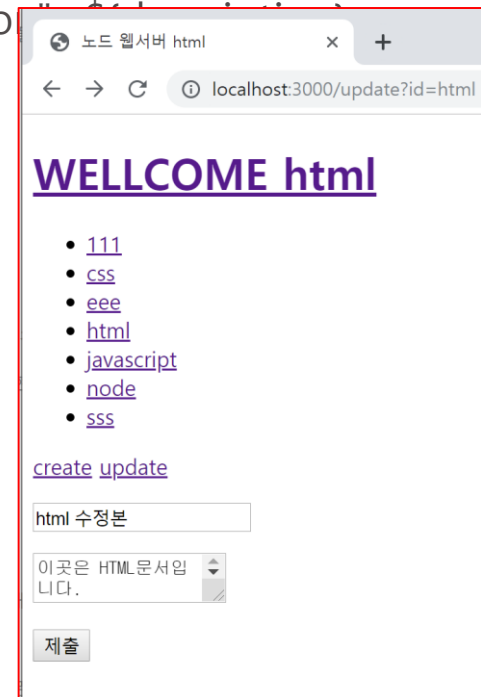 노드 웹서버 html
localhost:3000/update?id=html
WELLCOME html
111
css
eee
html
javascript
node
sss
create update
html 수정본
이곳은 HTML문서입
니다.
제출